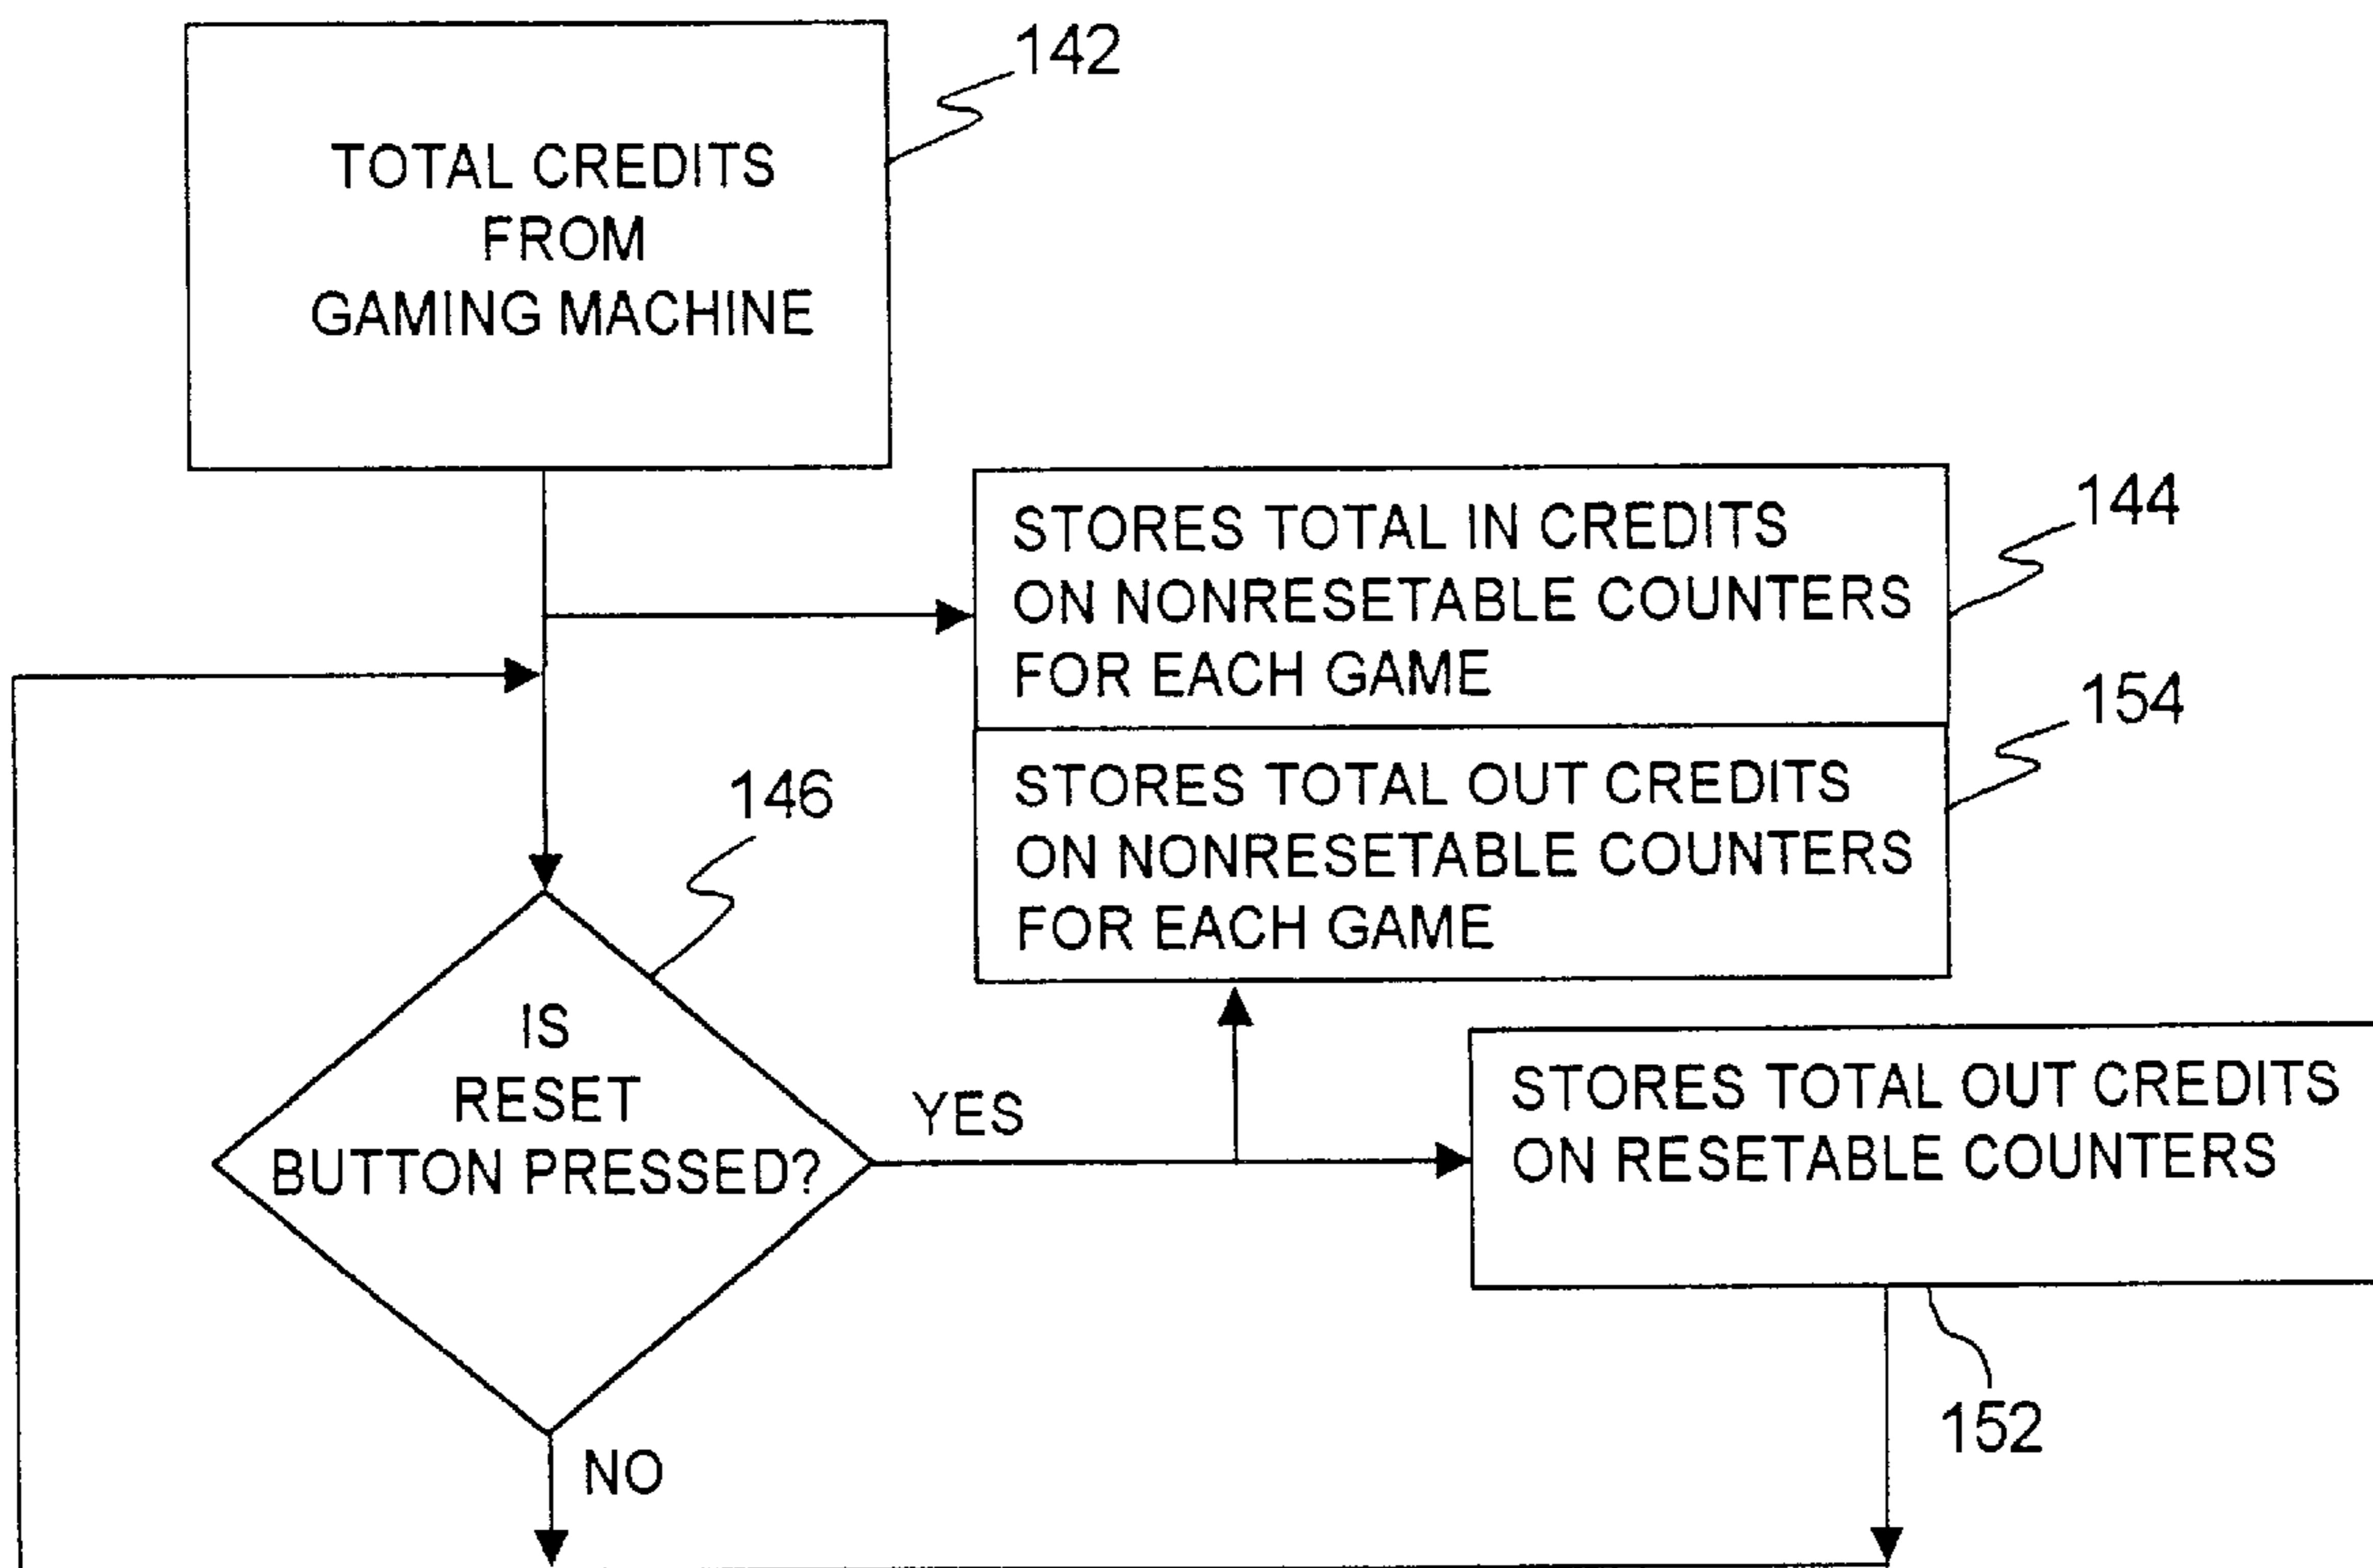 142
TOTAL CREDITS
FROM
GAMING MACHINE
144
STORES TOTAL IN CREDITS
ON NONRESETABLE COUNTERS
FOR EACH GAME
154
STORES TOTAL OUT CREDITS
ON NONRESETABLE COUNTERS
FOR EACH GAME
146
IS
RESET
BUTTON PRESSED?
YES
STORES TOTAL OUT CREDITS
ON RESETABLE COUNTERS
152
NO